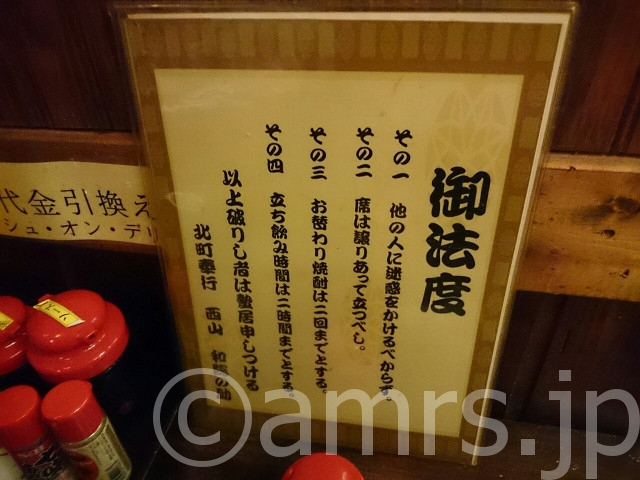 御法度
その一 他の人に迷惑をかけるべからず。
その二 席は譲りあって立つべし。
その三 お替わり焼酎は二回までとする。
その四 立ち飲み時間は二時間までとする。
以上破りし者は蟄居申しつける
北町奉行 西山
代金引換え
シュ・オン・デリ
©amrs.jp